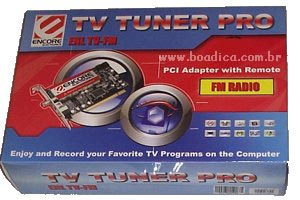 ENCORE
TV TUNER PRO
ENL TV-FM
www.boadica.com.br
PCI Adapter with Remote
FM RADIO
Enjoy and Record your Favorite TV Programs on the Computer
TV TUNER PRO
ENL TV-FM